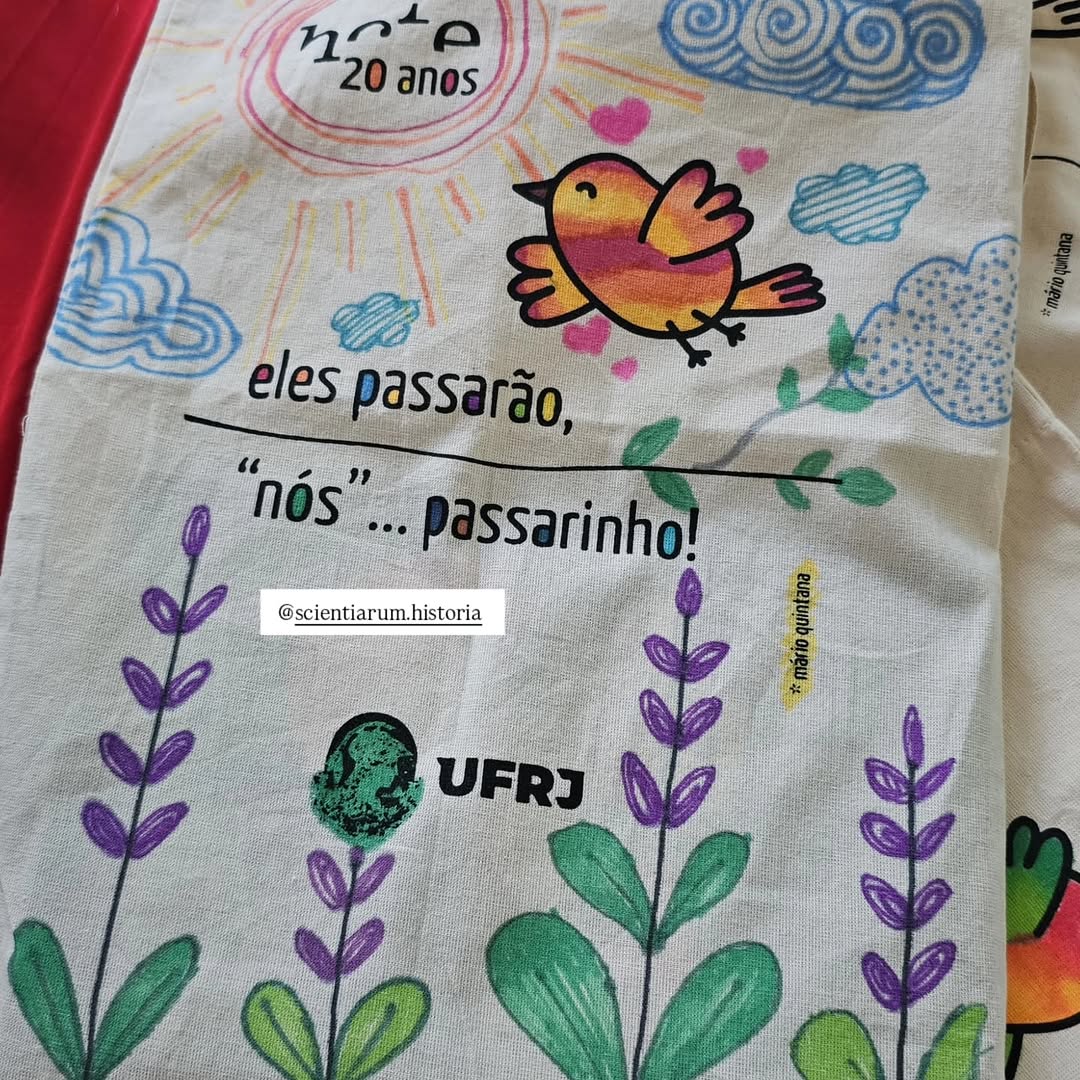 20 anos
eles passarão,
“nós”... passarinho!
@scientiarum.historia
* mário quintana
UFRJ
* mário quintana